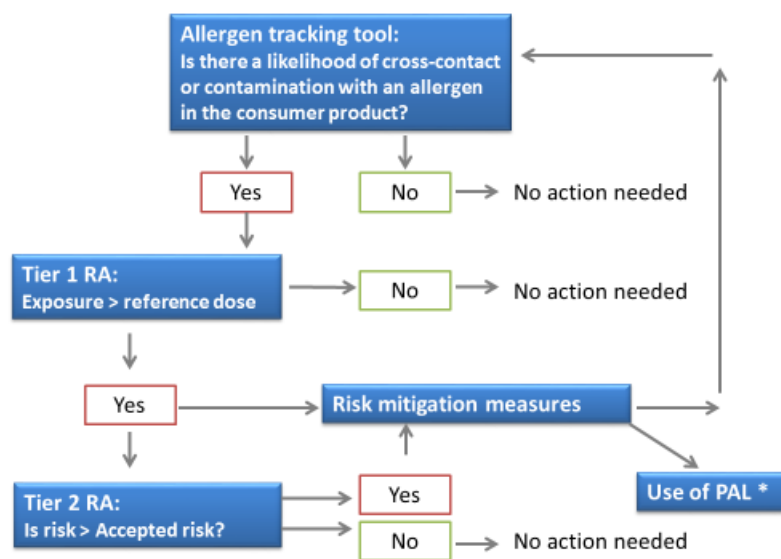 Allergen tracking tool:
Is there a likelihood of cross-contact
or contamination with an allergen
in the consumer product?
Yes
No
No action needed
Tier 1 RA:
Exposure > reference dose
No
No action needed
Yes
Risk mitigation measures
Tier 2 RA:
Is risk > Accepted risk?
Yes
Use of PAL *
No
No action needed